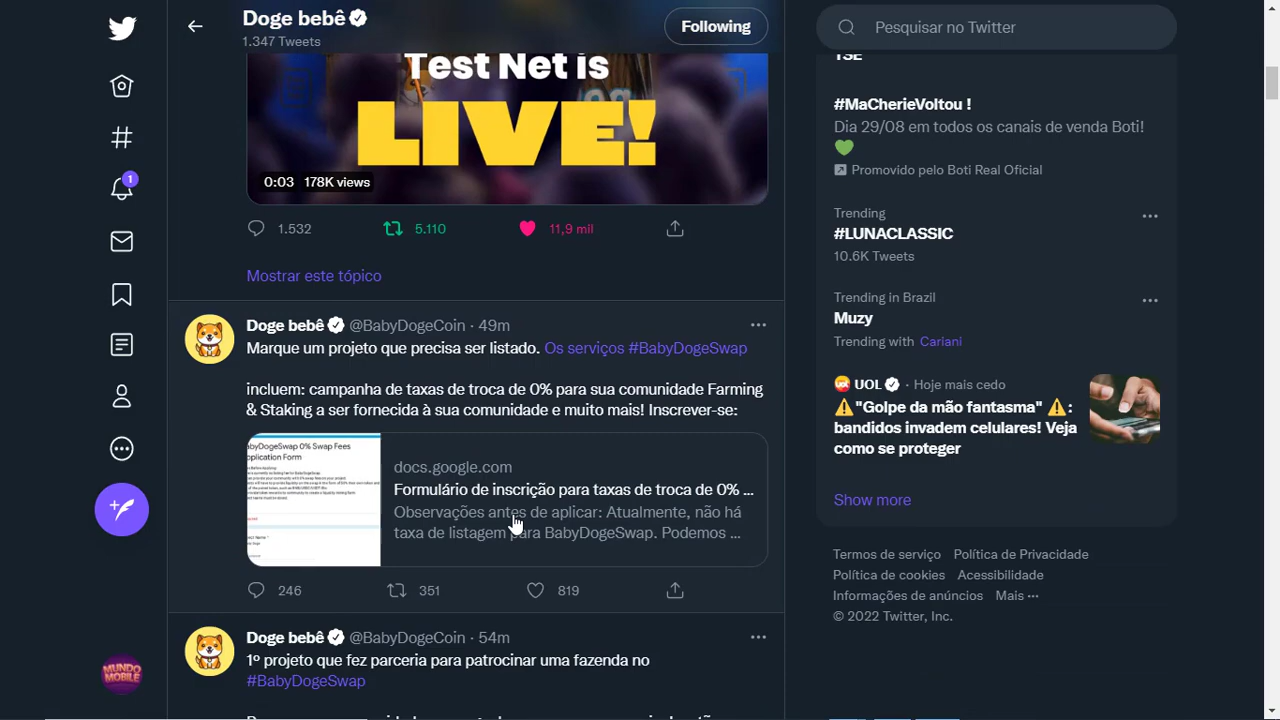 Doge bebê
1.347 Tweets
Following
Pesquisar no Twitter
Test Net is
LIVE!
0:03 178K views
1.532 5.110 11,9 mil
Mostrar este tópico
Doge bebê @BabyDogeCoin · 49m
Marque um projeto que precisa ser listado. Os serviços #BabyDogeSwap
incluem: campanha de taxas de troca de 0% para sua comunidade Farming
& Staking a ser fornecida à sua comunidade e muito mais! Inscrever-se:
abyDogeSwap 0% Swap Fees
docs.google.com
Formulário de inscrição para taxas de troca 0% ...
Observações antes de aplicar: Atualmente, não há
taxa de listagem para BabyDogeSwap. Podemos ...
246 351 819
Doge bebê @BabyDogeCoin · 54m
1º projeto que fez parceria para patrocinar uma fazenda no
#BabyDogeSwap
1
MUNDO
MOBILE
TSE
#MaCherieVoltou !
Dia 29/08 em todos os canais de venda Boti!
Promovido pelo Boti Real Oficial
Trending
#LUNACLASSIC
10.6K Tweets
Trending in Brazil
Muzy
Trending with Cariani
UOL · Hoje mais cedo
"Golpe da mão fantasma" :
bandidos invadem celulares! Veja
como se proteger
Show more
Termos de serviço Política de Privacidade
Política de cookies Acessibilidade
Informações de anúncios Mais ···
© 2022 Twitter, Inc.